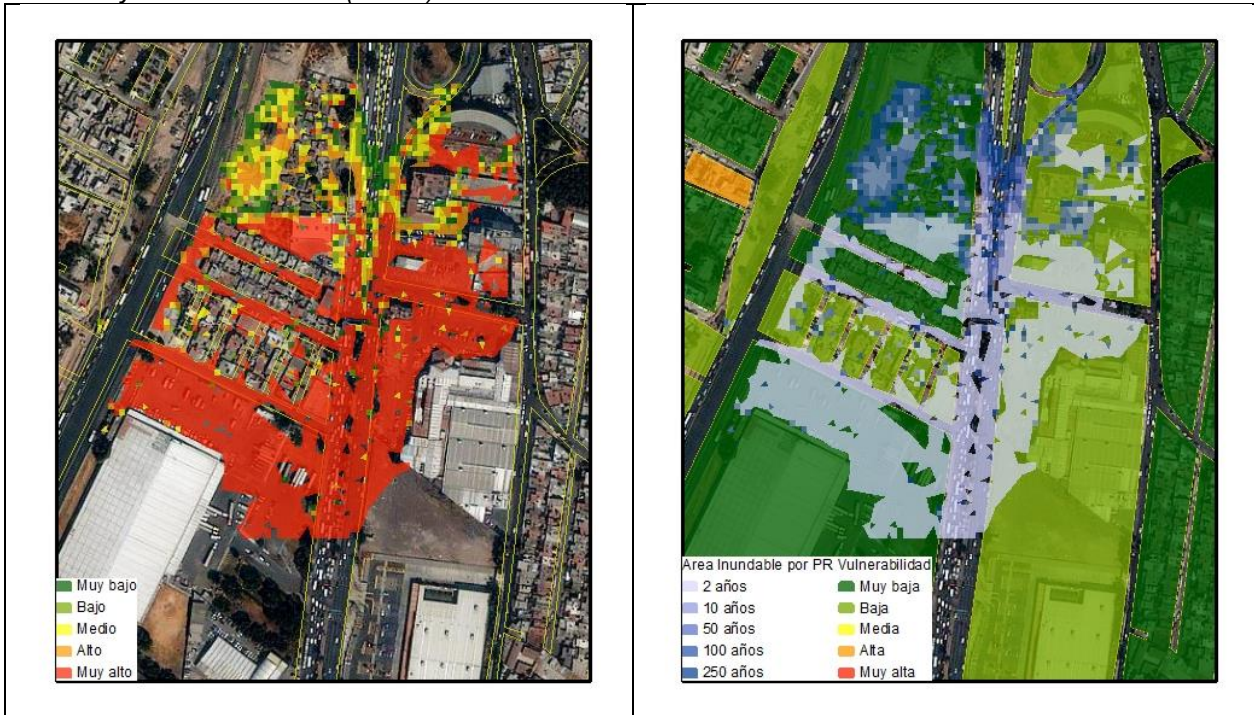 Muy bajo
Bajo
Medio
Alto
Muy alto
Área Inundable por PR Vulnerabilidad
2 años Muy baja
10 años Baja
50 años Media
100 años Alta
250 años Muy alta